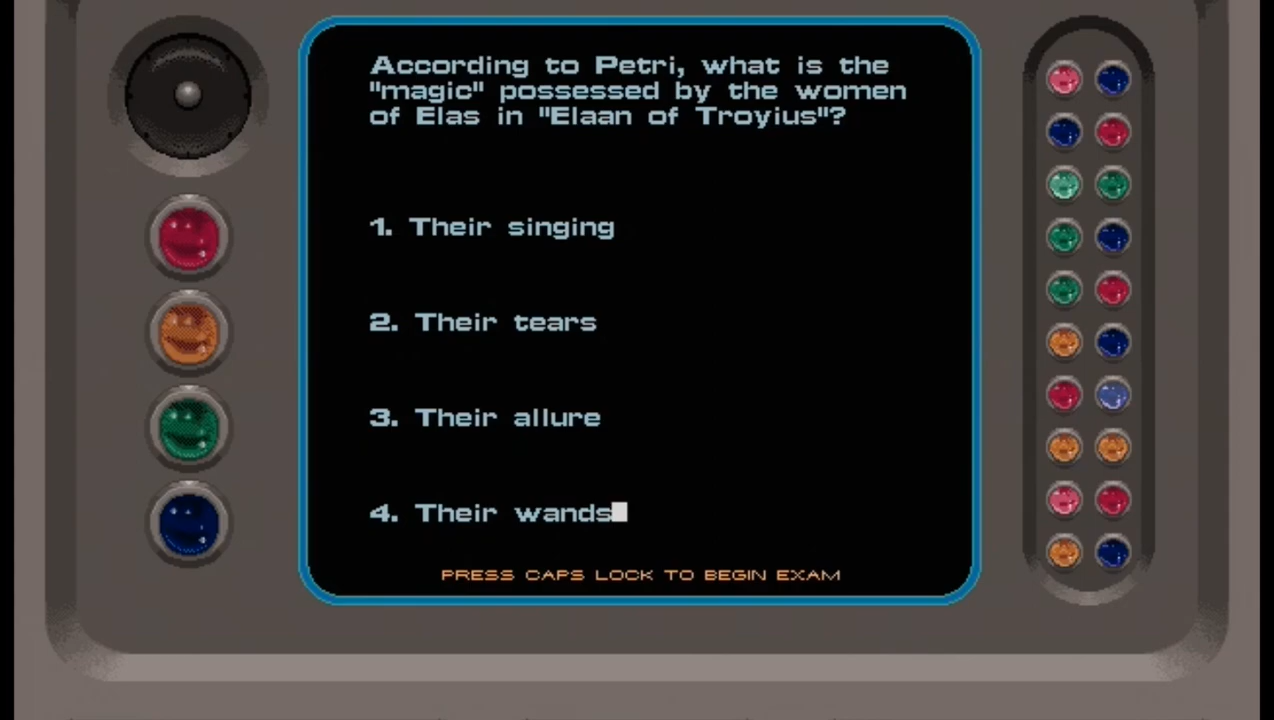 According to Petri, what is the
"magic" possessed by the women
of Elas in "Elaan of Troyius"?
1. Their singing
2. Their tears
3. Their allure
4. Their wands
PRESS CAPS LOCK TO BEGIN EXAM